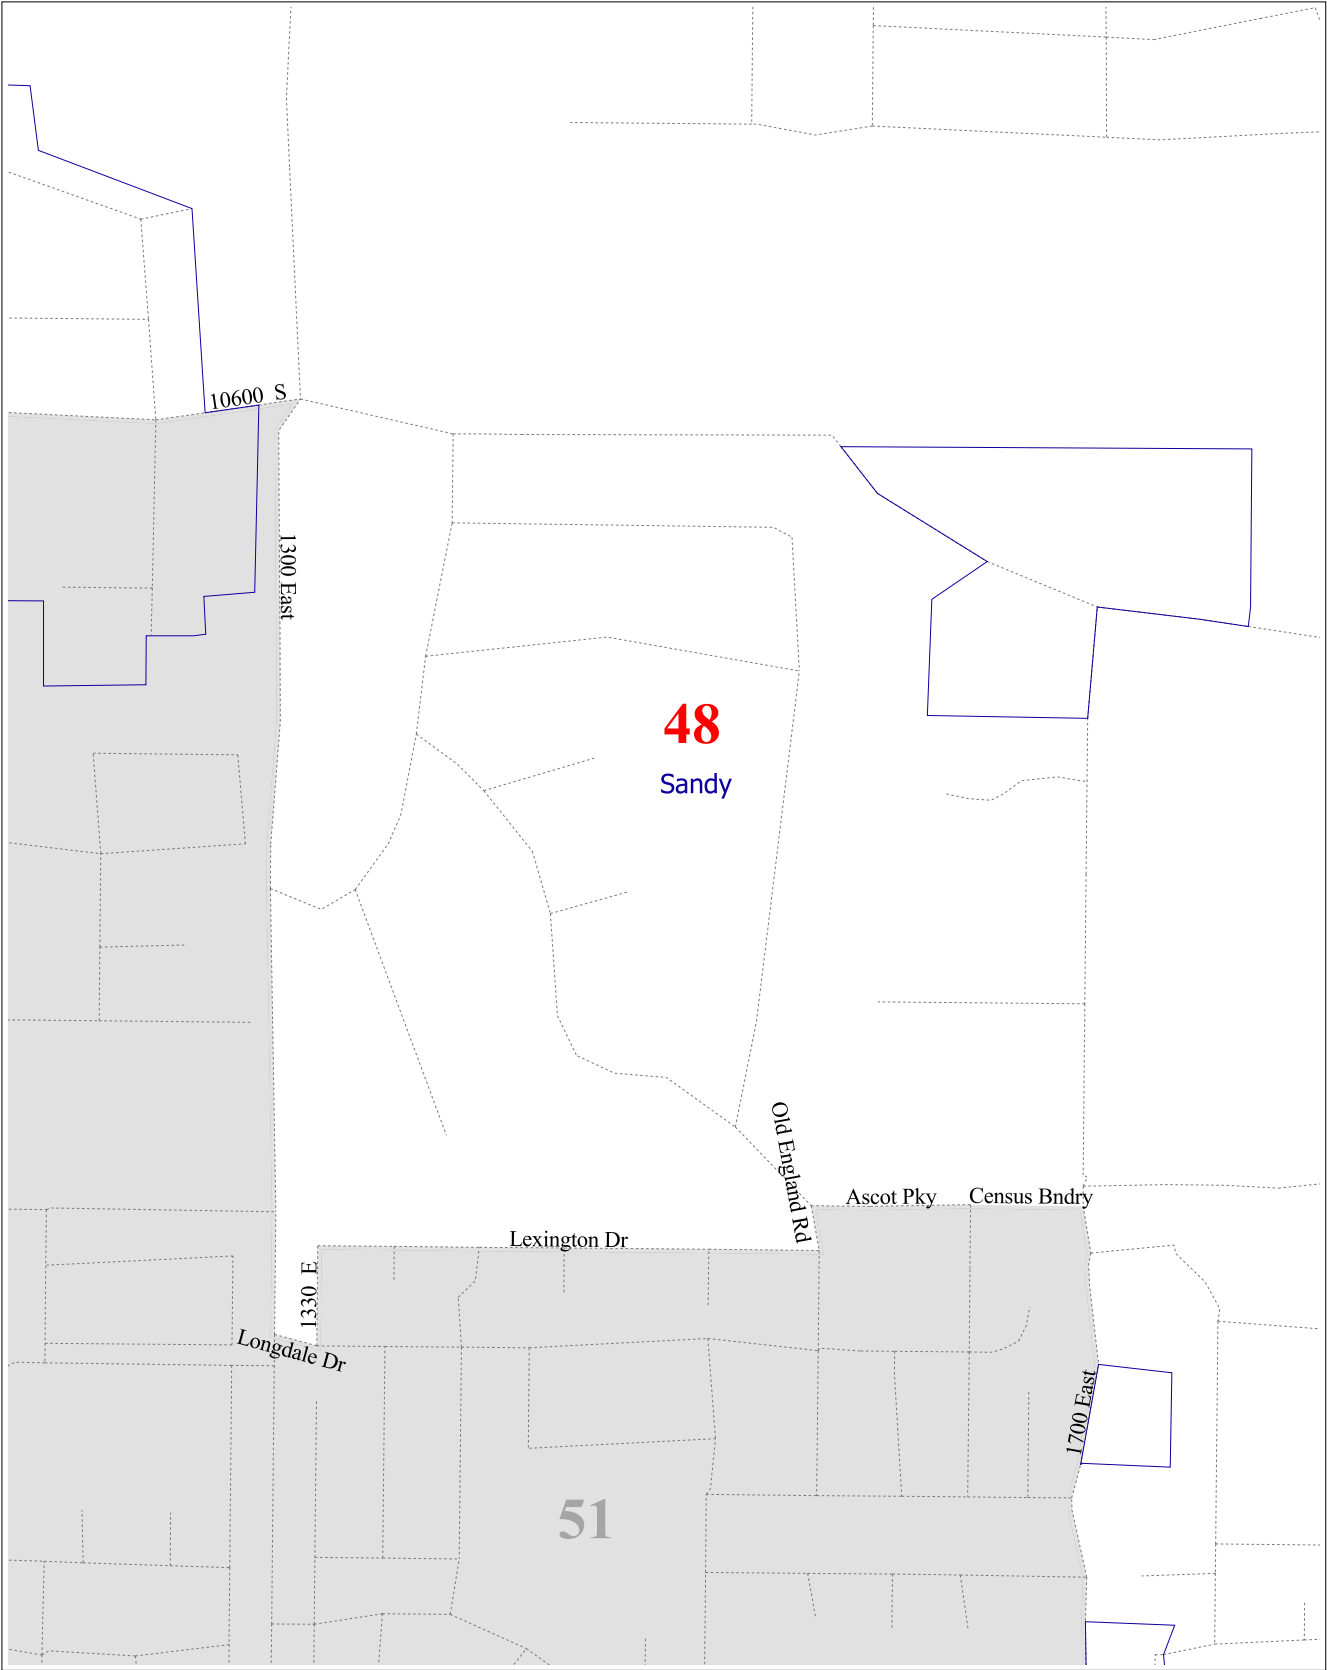 10600 S
1300 East
48
Sandy
Old England Rd
Ascot Pky
Census Bndry
Lexington Dr
1330 E
Longdale Dr
1700 East
51